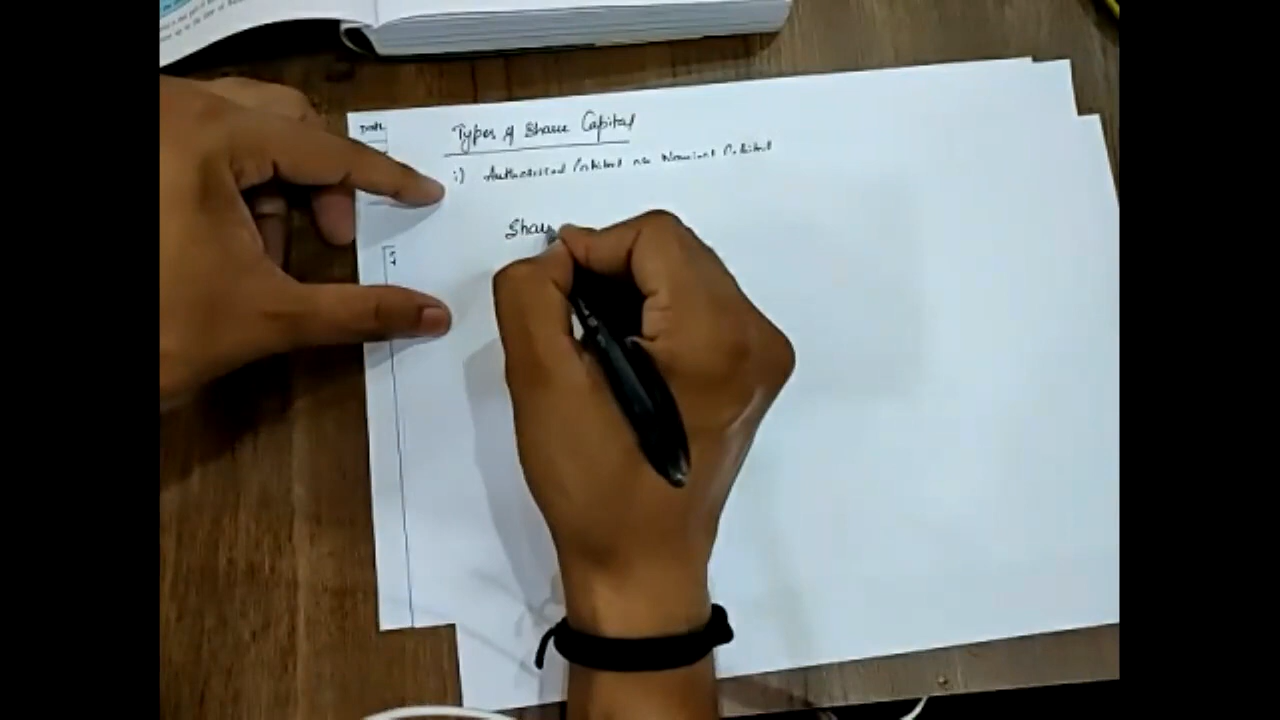 Types of Share Capital
i) Authorised Capital or Nominal Capital
Shar